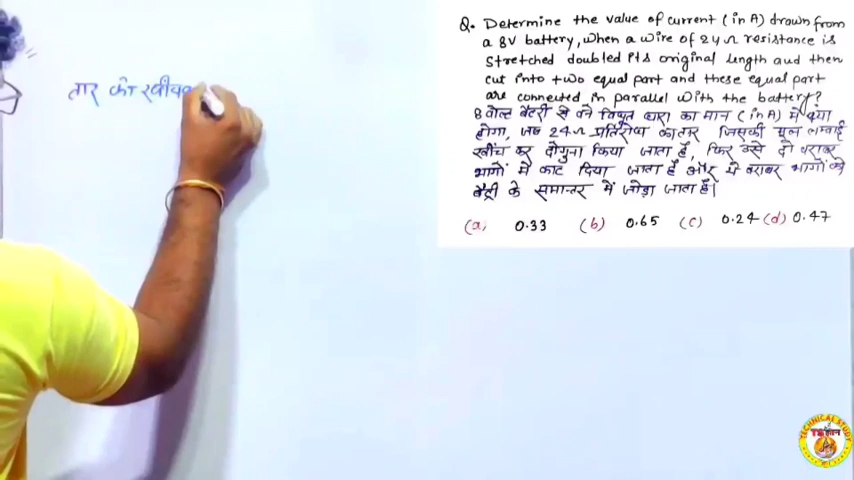 तार को खींचक
Q. Determine the value of current (in A) drawn from
a 8V battery, when a wire of 24 Ω resistance is
stretched doubled its original length and then
cut into two equal part and these equal part
are connected in parallel with the battery?
8 वोल्ट बैटरी से बने विद्युत धारा का मान (in A) में क्या
होगा, जब 24Ω प्रतिरोध का तार जिसकी मूल लम्बाई
खींच कर दोगुना किया जाता है, फिर उसे दो बराबर
भागों में काट दिया जाता है और ये बराबर भागों को
बैट्री के समान्तर में जोड़ा जाता है।
(a) 0.33 (b) 0.65 (c) 0.24 (d) 0.47
TECHNICAL STUDY